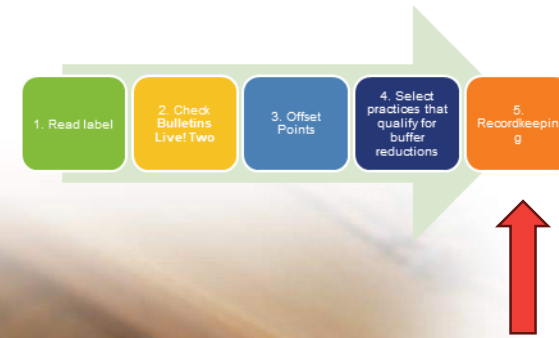 1. Read label
2. Check
Bulletins
Live! Two
3. Offset
Points
4. Select
practices that
qualify for
buffer
reductions
5.
Recordkeepin
g